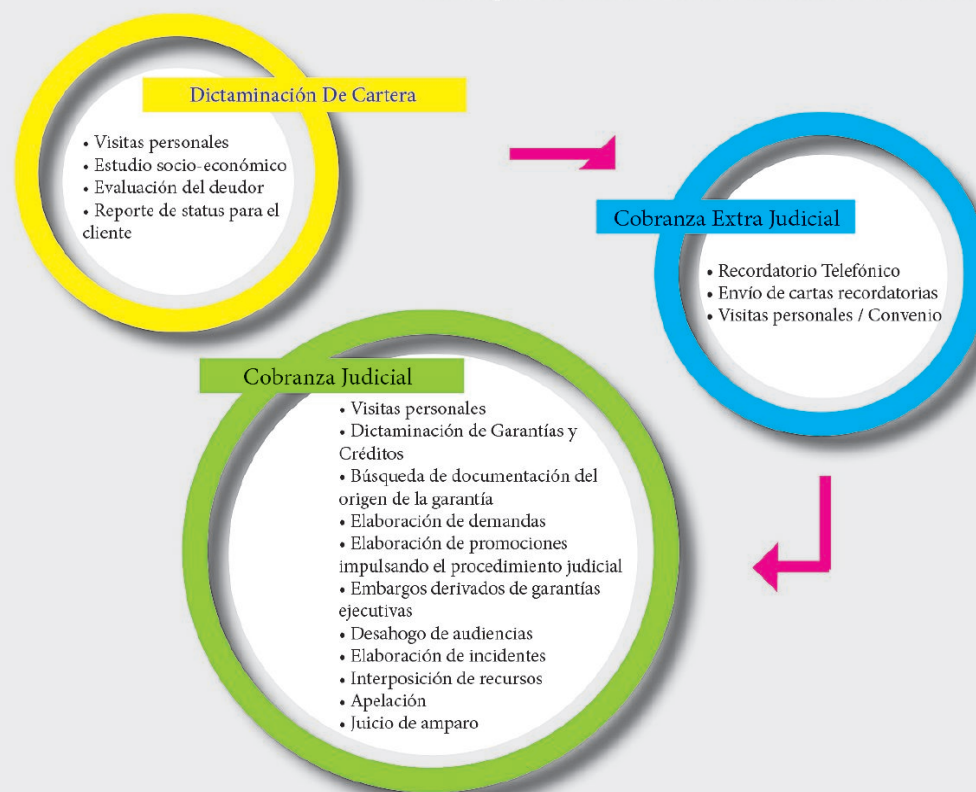 Dictaminación De Cartera
• Visitas personales
• Estudio socio-económico
• Evaluación del deudor
• Reporte de status para el
cliente
Cobranza Extra Judicial
• Recordatorio Telefónico
• Envío de cartas recordatorias
• Visitas personales / Convenio
Cobranza Judicial
• Visitas personales
• Dictaminación de Garantías y
Créditos
• Búsqueda de documentación del
origen de la garantía
• Elaboración de demandas
• Elaboración de promociones
impulsando el procedimiento judicial
• Embargos derivados de garantías
ejecutivas
• Desahogo de audiencias
• Elaboración de incidentes
• Interposición de recursos
• Apelación
• Juicio de amparo